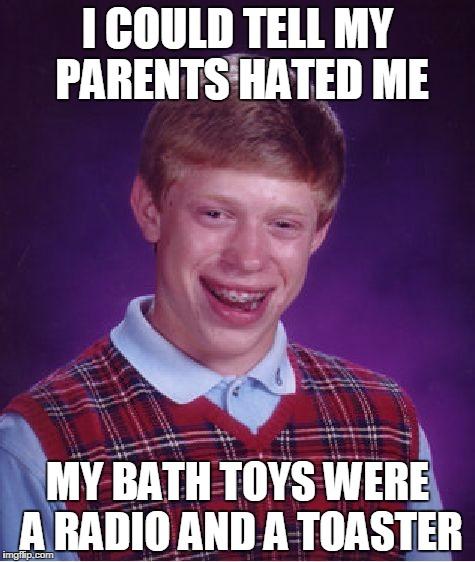 I COULD TELL MY
PARENTS HATED ME
MY BATH TOYS WERE
A RADIO AND A TOASTER
imgflip.com